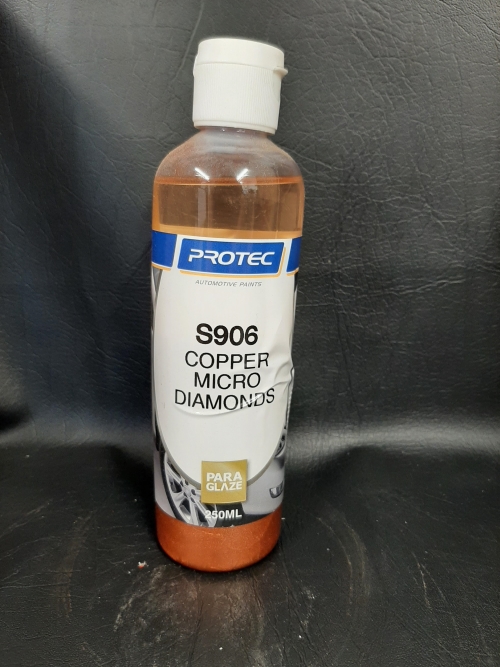 PROTEC
AUTOMOTIVE PAINTS
S906
COPPER
MICRO
DIAMONDS
PARA
GLAZE
250ML